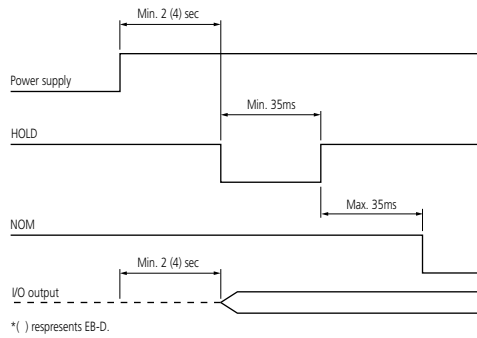 Min. 2 (4) sec
Power supply
Min. 35ms
HOLD
Max. 35ms
NOM
Min. 2 (4) sec
I/O output
*( ) respresents EB-D.